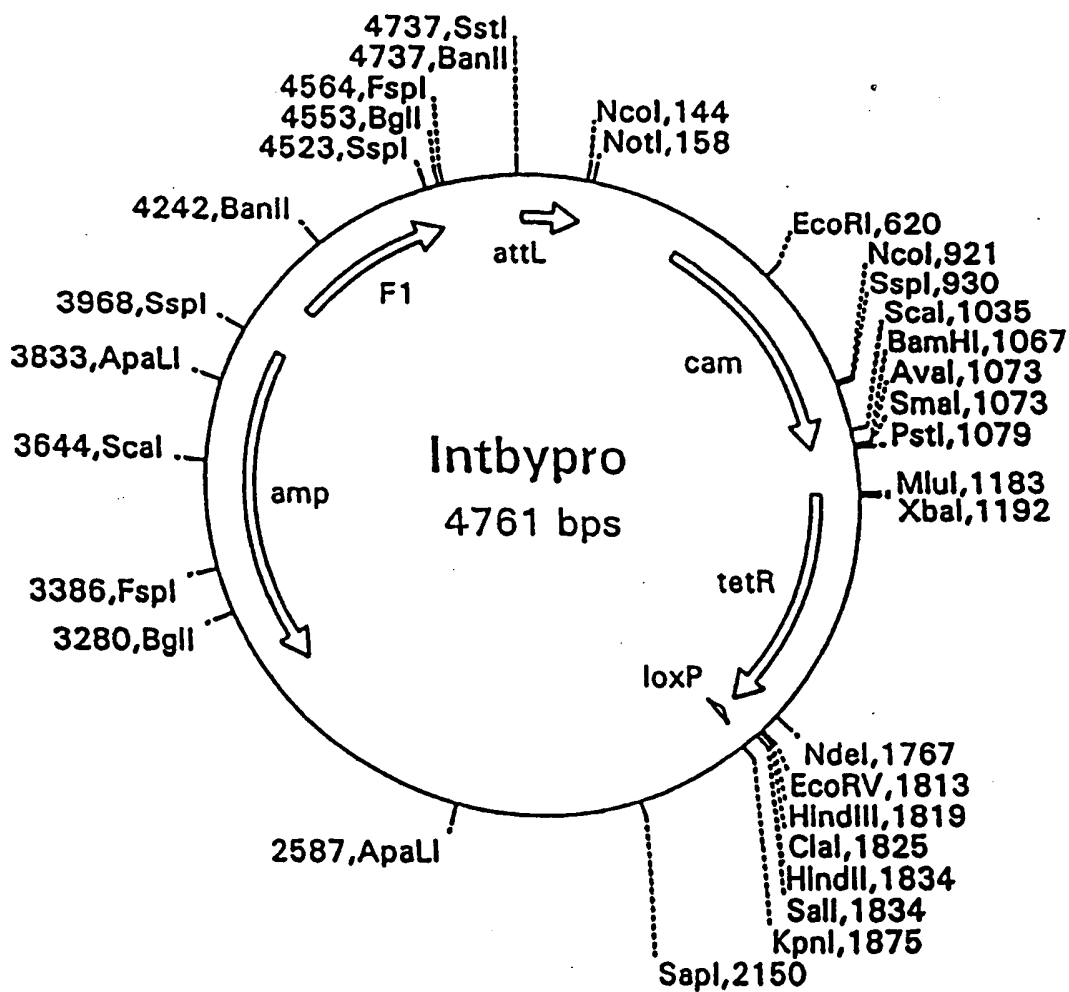 4737,SstI
4737,BanII
4564,FspI
4553,BglI
4523,SspI
4242,BanII
3968,SspI
3833,ApaLI
3644,ScaI
3386,FspI
3280,BglI
2587,ApaLI
NcoI,144
NotI,158
EcoRI,620
NcoI,921
SspI,930
ScaI,1035
BamHI,1067
AvaI,1073
SmaI,1073
PstI,1079
MluI,1183
XbaI,1192
NdeI,1767
EcoRV,1813
HindIII,1819
ClaI,1825
HindII,1834
SalI,1834
KpnI,1875
SapI,2150
attL
F1
cam
amp
Intbypro
4761 bps
tetR
loxP